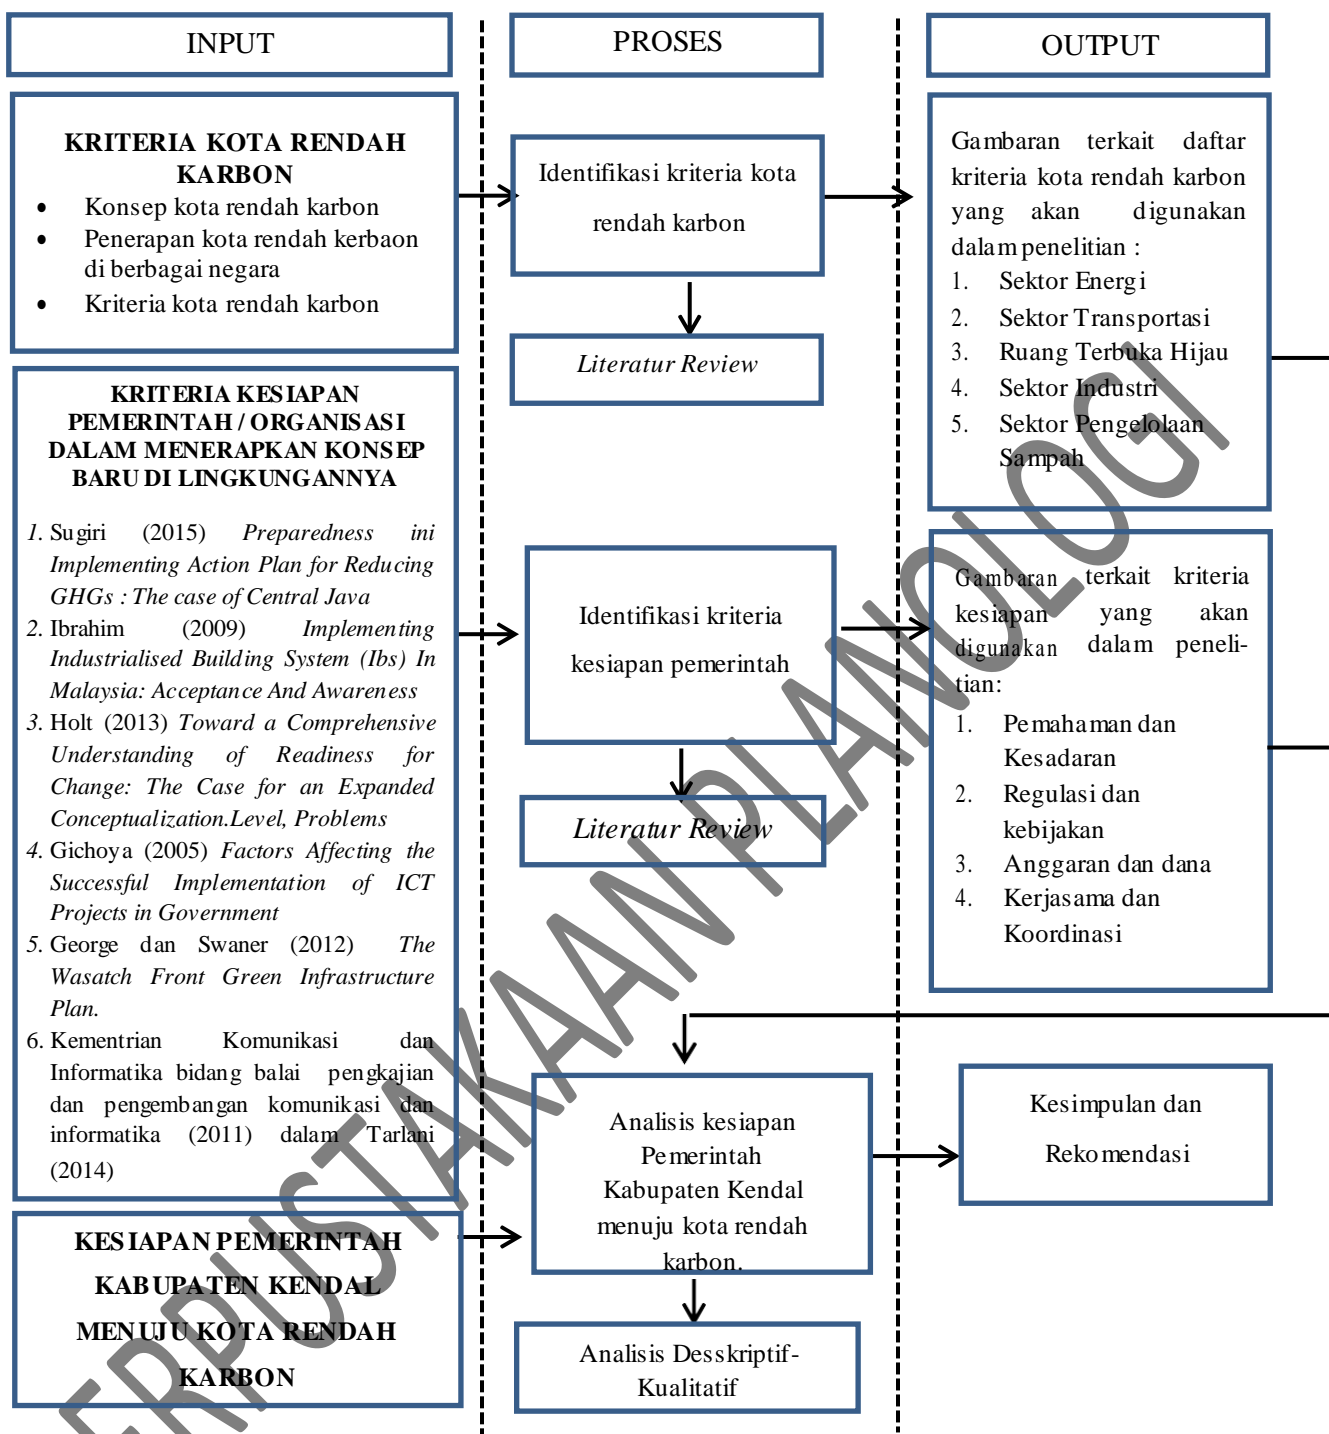 INPUT
PROSES
OUTPUT
KRITERIA KOTA RENDAH
KARBON
• Konsep kota rendah karbon
• Penerapan kota rendah kerbaon
di berbagai negara
• Kriteria kota rendah karbon
Identifikasi kriteria kota
rendah karbon
Literatur Review
Gambaran terkait daftar
kriteria kota rendah karbon
yang akan digunakan
dalam penelitian :
1. Sektor Energi
2. Sektor Transportasi
3. Ruang Terbuka Hijau
4. Sektor Industri
5. Sektor Pengelolaan
Sampah
KRITERIA KESIAPAN
PEMERINTAH / ORGANISASI
DALAM MENERAPKAN KONSEP
BARU DI LINGKUNGANNYA
1. Sugiri (2015) Preparedness ini
Implementing Action Plan for Reducing
GHGs : The case of Central Java
2. Ibrahim (2009) Implementing
Industrialised Building System (Ibs) In
Malaysia: Acceptance And Awareness
3. Holt (2013) Toward a Comprehensive
Understanding of Readiness for
Change: The Case for an Expanded
Conceptualization.Level, Problems
4. Gichoya (2005) Factors Affecting the
Successful Implementation of ICT
Projects in Government
5. George dan Swaner (2012) The
Wasatch Front Green Infrastructure
Plan.
6. Kementrian Komunikasi dan
Informatika bidang balai pengkajian
dan pengembangan komunikasi dan
informatika (2011) dalam Tarlani
(2014)
Identifikasi kriteria
kesiapan pemerintah
Literatur Review
Gambaran terkait kriteria
kesiapan yang akan
digunakan dalam peneli-
tian:
1. Pemahaman dan
Kesadaran
2. Regulasi dan
kebijakan
3. Anggaran dan dana
4. Kerjasama dan
Koordinasi
KESIAPAN PEMERINTAH
KABUPATEN KENDAL
MENUJU KOTA RENDAH
KARBON
Analisis kesiapan
Pemerintah
Kabupaten Kendal
menuju kota rendah
karbon.
Analisis Desskriptif-
Kualitatif
Kesimpulan dan
Rekomendasi
ERPUSTAKAAN PLANOLOGI